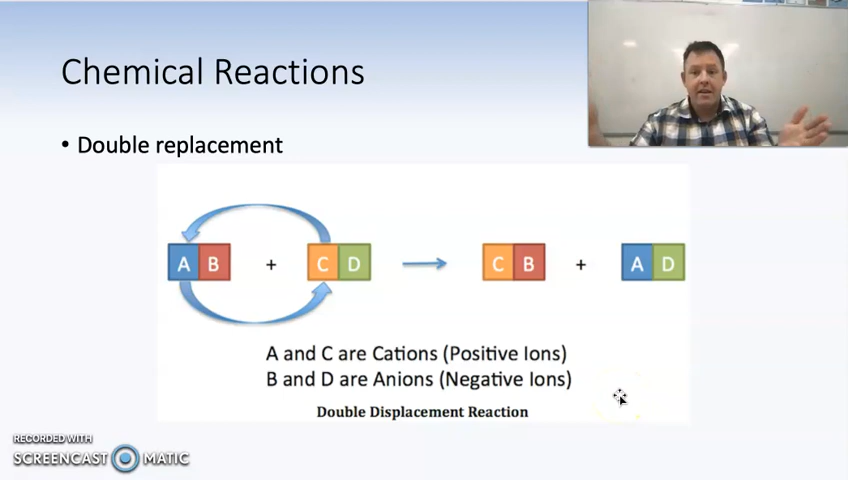 Chemical Reactions
• Double replacement
A B + C D → C B + A D
A and C are Cations (Positive Ions)
B and D are Anions (Negative Ions)
Double Displacement Reaction
RECORDED WITH
SCREENCAST MATIC